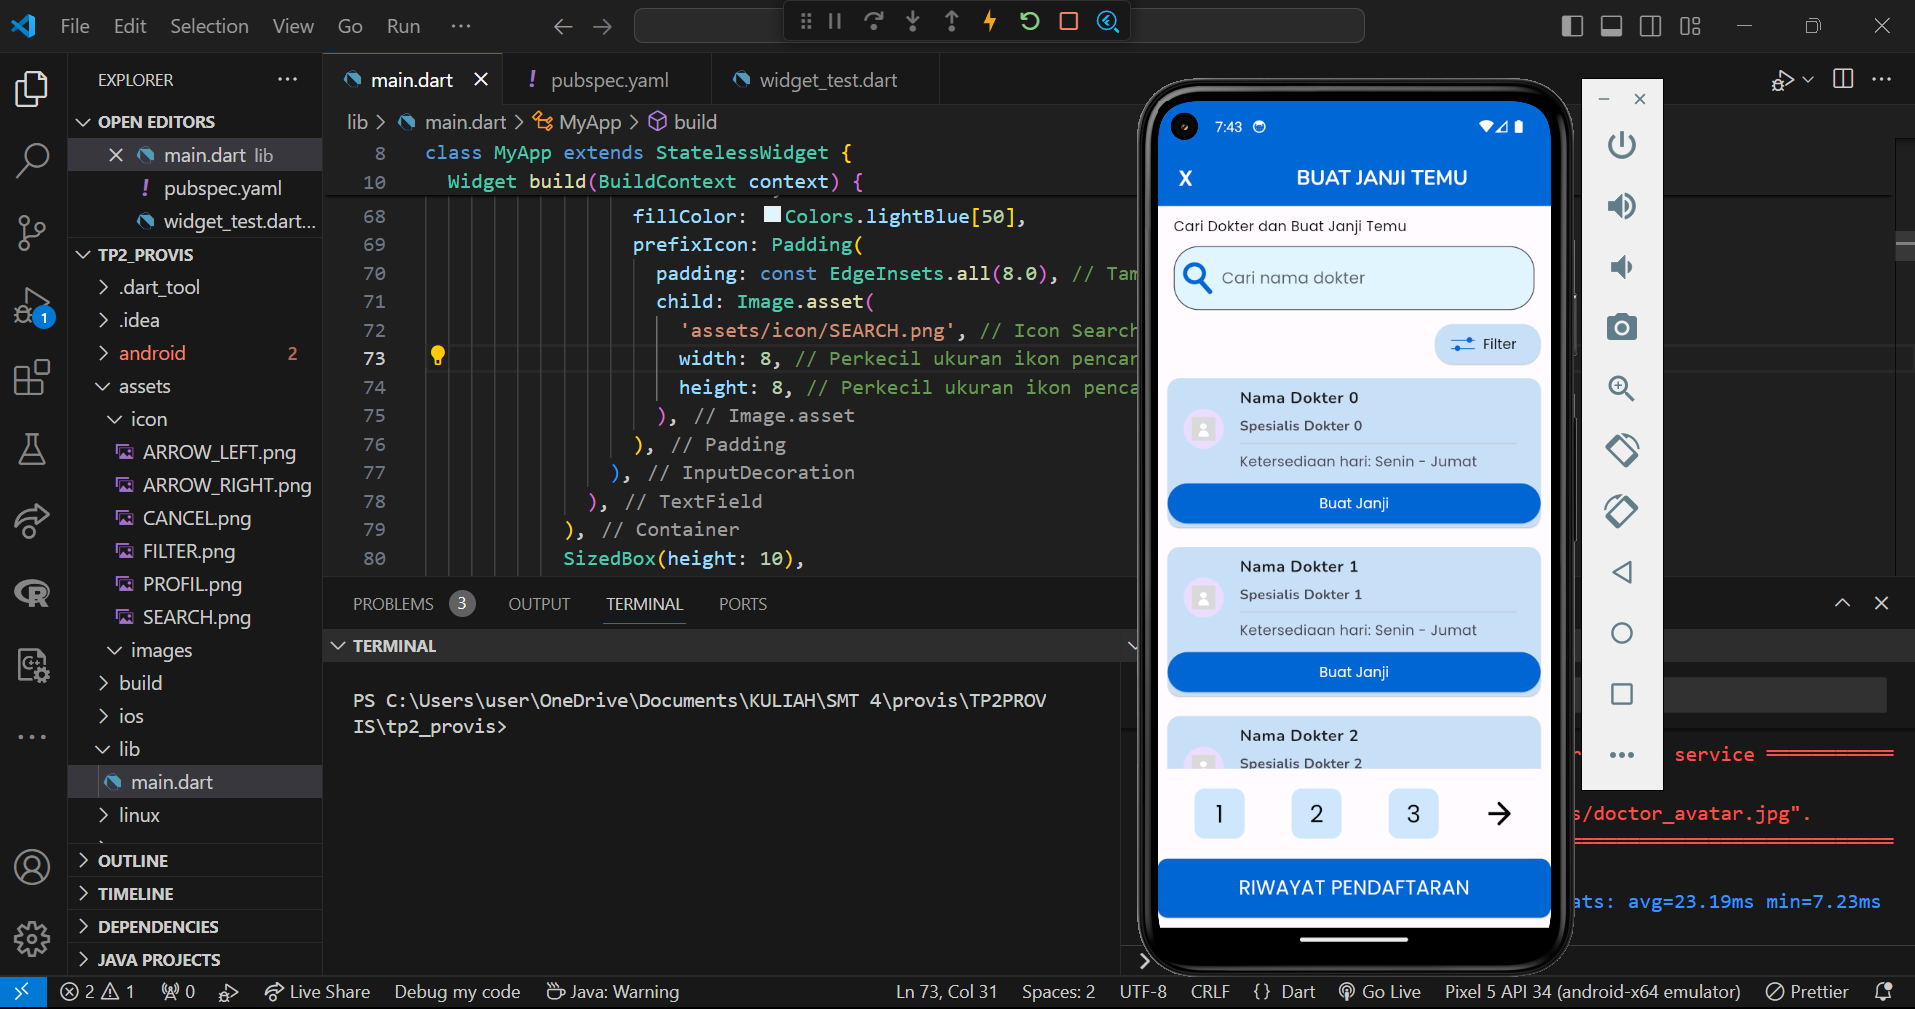 File Edit Selection View Go Run ···
EXPLORER ···
OPEN EDITORS
main.dart lib
! pubspec.yaml
widget_test.dart...
TP2_PROVIS
.dart_tool
.idea
android 2
assets
icon
ARROW_LEFT.png
ARROW_RIGHT.png
CANCEL.png
FILTER.png
PROFIL.png
SEARCH.png
images
build
ios
lib
main.dart
linux
OUTLINE
TIMELINE
DEPENDENCIES
JAVA PROJECTS
1
main.dart
! pubspec.yaml
widget_test.dart
lib > main.dart > MyApp > build
8 class MyApp extends StatelessWidget {
10 Widget build(BuildContext context) {
68 fillColor: Colors.lightBlue[50],
69 prefixIcon: Padding(
70 padding: const EdgeInsets.all(8.0), // Tam
71 child: Image.asset(
72 'assets/icon/SEARCH.png', // Icon Search
73 width: 8, // Perkecil ukuran ikon pencar
74 height: 8, // Perkecil ukuran ikon penca
75 ), // Image.asset
76 ), // Padding
77 ), // InputDecoration
78 ), // TextField
79 ), // Container
80 SizedBox(height: 10),
PROBLEMS 3 OUTPUT TERMINAL PORTS
TERMINAL
PS C:\Users\user\OneDrive\Documents\KULIAH\SMT 4\provis\TP2PROV
IS\tp2_provis>
service
s/doctor_avatar.jpg".
ats: avg=23.19ms min=7.23ms
7:43
X BUAT JANJI TEMU
Cari Dokter dan Buat Janji Temu
Cari nama dokter
Filter
Nama Dokter 0
Spesialis Dokter 0
Ketersediaan hari: Senin - Jumat
Buat Janji
Nama Dokter 1
Spesialis Dokter 1
Ketersediaan hari: Senin - Jumat
Buat Janji
Nama Dokter 2
Spesialis Dokter 2
1 2 3
RIWAYAT PENDAFTARAN
2 1 0 Live Share Debug my code Java: Warning Ln 73, Col 31 Spaces: 2 UTF-8 CRLF {} Dart Go Live Pixel 5 API 34 (android-x64 emulator) Prettier